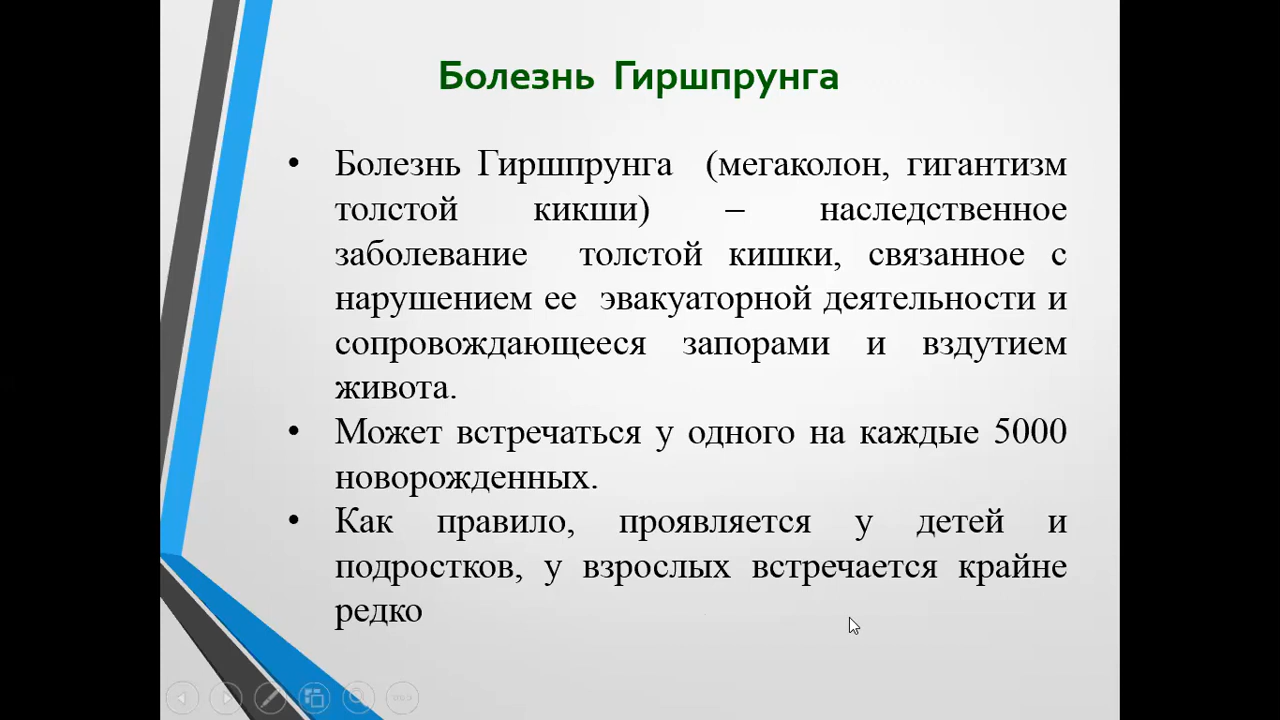 Болезнь Гиршпрунга
• Болезнь Гиршпрунга (мегаколон, гигантизм
толстой кикши) – наследственное
заболевание толстой кишки, связанное с
нарушением ее эвакуаторной деятельности и
сопровождающееся запорами и вздутием
живота.
• Может встречаться у одного на каждые 5000
новорожденных.
• Как правило, проявляется у детей и
подростков, у взрослых встречается крайне
редко